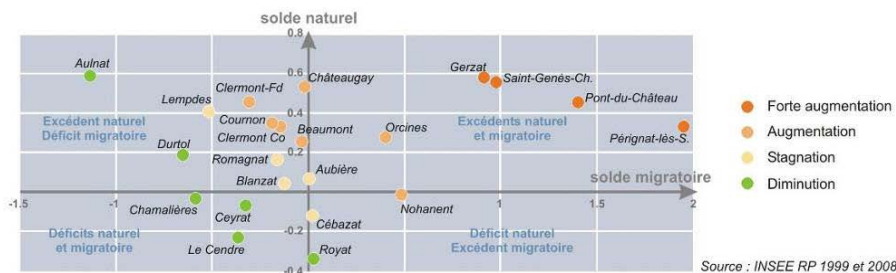 solde naturel
0.8
Aulnat
Gerzat
Saint-Genès-Ch.
Châteaugay
Clermont-Fd
0.6
Pont-du-Château
Lempdes
Forte augmentation
Excédent naturel
Déficit migratoire
Cournon
0.4
Clermont Co
Beaumont
Orcines
Excédents naturel
et migratoire
Augmentation
Pérignat-lès-S.
Durtol
0.2
Romagnat
Aubière
Stagnation
Blanzat
solde migratoire
Diminution
-1.5
-1
-0.5
0
0.5
1
1.5
2
Chamalières
Ceyrat
Nohanent
Cébazat
-0.2
Déficits naturel
et migratoire
Déficit naturel
Excédent migratoire
Le Cendre
Royat
-0.4
Source : INSEE RP 1999 et 2008